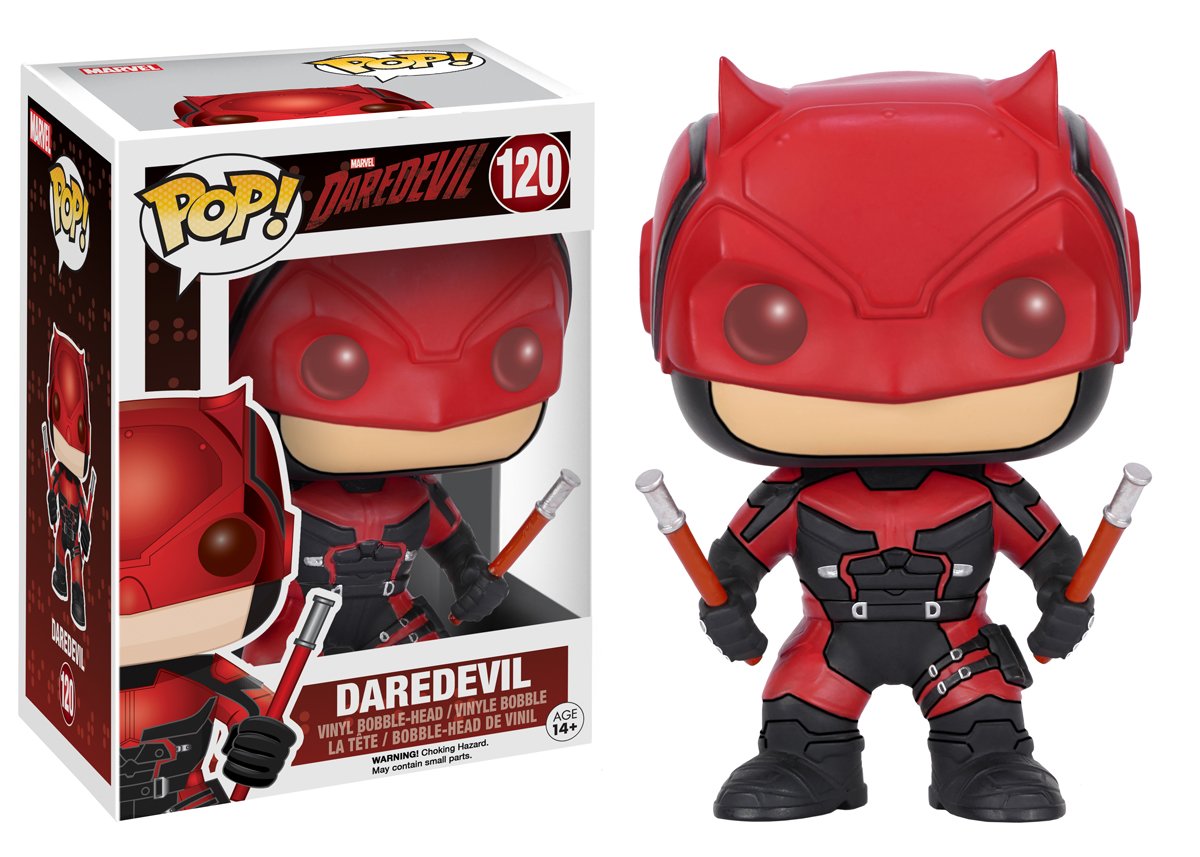 MARVEL
POP!
MARVEL
POP!
DAREDEVIL
120
POP!
MARVEL
DAREDEVIL
120
DAREDEVIL
VINYL BOBBLE-HEAD / VINYLE BOBBLE
LA TÊTE / BOBBLE-HEAD DE VINIL
WARNING! Choking Hazard.
May contain small parts.
AGE
14+